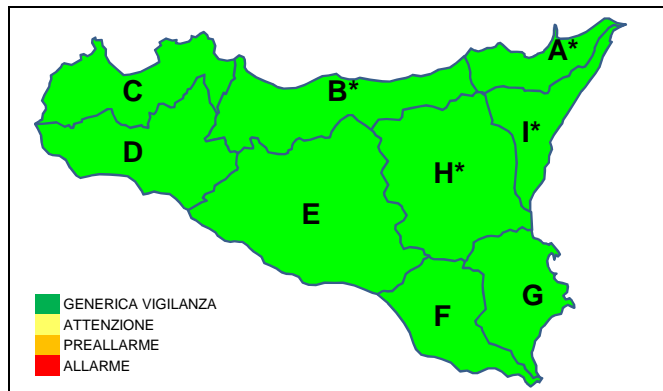 A*
C
B*
I*
D
H*
E
G
F
GENERICA VIGILANZA
ATTENZIONE
PREALLARME
ALLARME